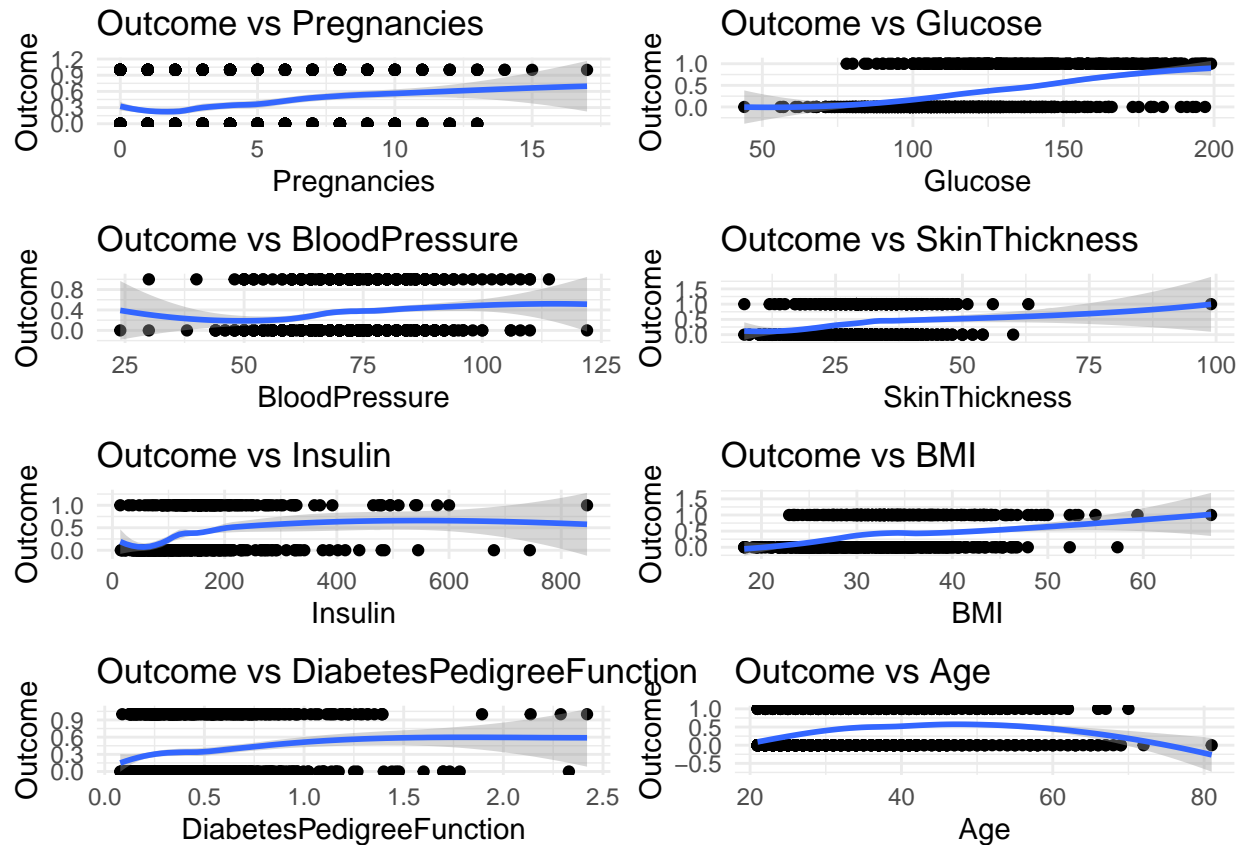 Outcome vs Pregnancies
Outcome
1.2
0.9
0.6
0.3
0.0
0 5 10 15
Pregnancies
Outcome vs Glucose
Outcome
1.0
0.5
0.0
50 100 150 200
Glucose
Outcome vs BloodPressure
Outcome
0.8
0.4
0.0
25 50 75 100 125
BloodPressure
Outcome vs SkinThickness
Outcome
1.5
1.0
0.5
0.0
25 50 75 100
SkinThickness
Outcome vs Insulin
Outcome
1.0
0.5
0.0
0 200 400 600 800
Insulin
Outcome vs BMI
Outcome
1.5
1.0
0.5
0.0
20 30 40 50 60
BMI
Outcome vs DiabetesPedigreeFunction
Outcome
0.9
0.6
0.3
0.0
0.0 0.5 1.0 1.5 2.0 2.5
DiabetesPedigreeFunction
Outcome vs Age
Outcome
1.0
0.5
0.0
−0.5
20 40 60 80
Age